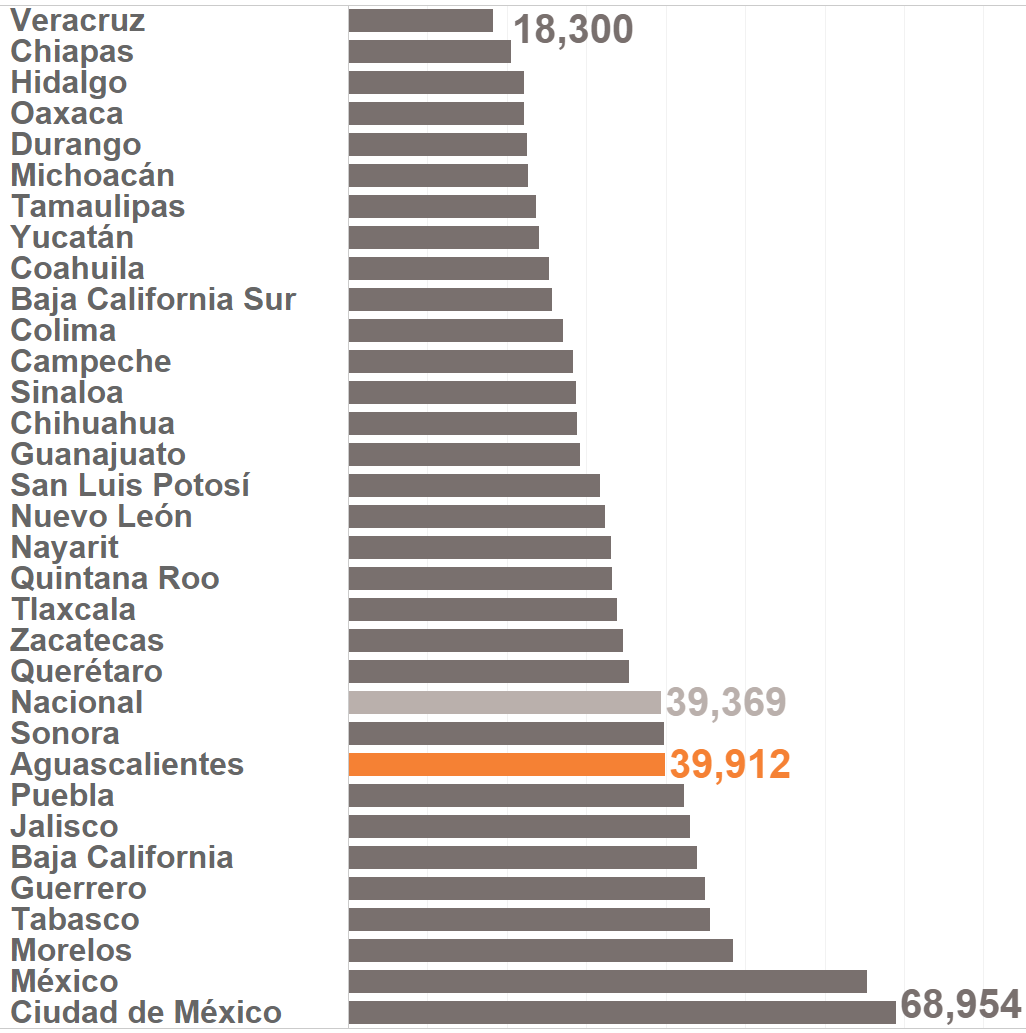 Veracruz 18,300
Chiapas
Hidalgo
Oaxaca
Durango
Michoacán
Tamaulipas
Yucatán
Coahuila
Baja California Sur
Colima
Campeche
Sinaloa
Chihuahua
Guanajuato
San Luis Potosí
Nuevo León
Nayarit
Quintana Roo
Tlaxcala
Zacatecas
Querétaro
Nacional 39,369
Sonora
Aguascalientes 39,912
Puebla
Jalisco
Baja California
Guerrero
Tabasco
Morelos
México
Ciudad de México 68,954